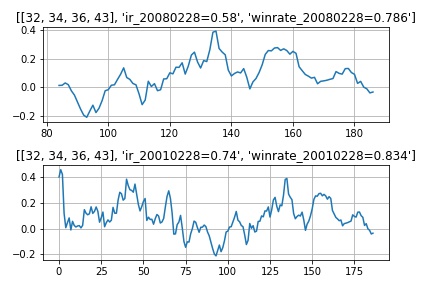 [[32, 34, 36, 43], 'ir_20080228=0.58', 'winrate_20080228=0.786']
0.4
0.2
0.0
−0.2
80 100 120 140 160 180
[[32, 34, 36, 43], 'ir_20010228=0.74', 'winrate_20010228=0.834']
0.4
0.2
0.0
−0.2
0 25 50 75 100 125 150 175